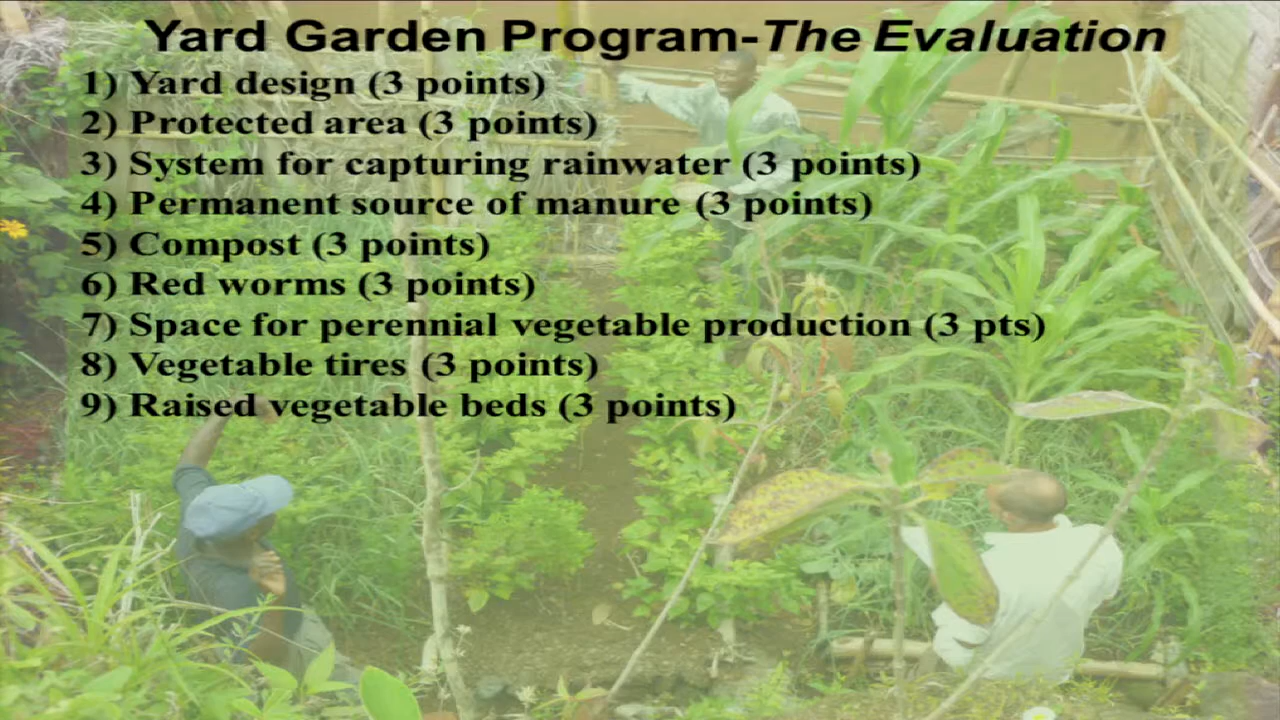 Yard Garden Program-The Evaluation
1) Yard design (3 points)
2) Protected area (3 points)
3) System for capturing rainwater (3 points)
4) Permanent source of manure (3 points)
5) Compost (3 points)
6) Red worms (3 points)
7) Space for perennial vegetable production (3 pts)
8) Vegetable tires (3 points)
9) Raised vegetable beds (3 points)